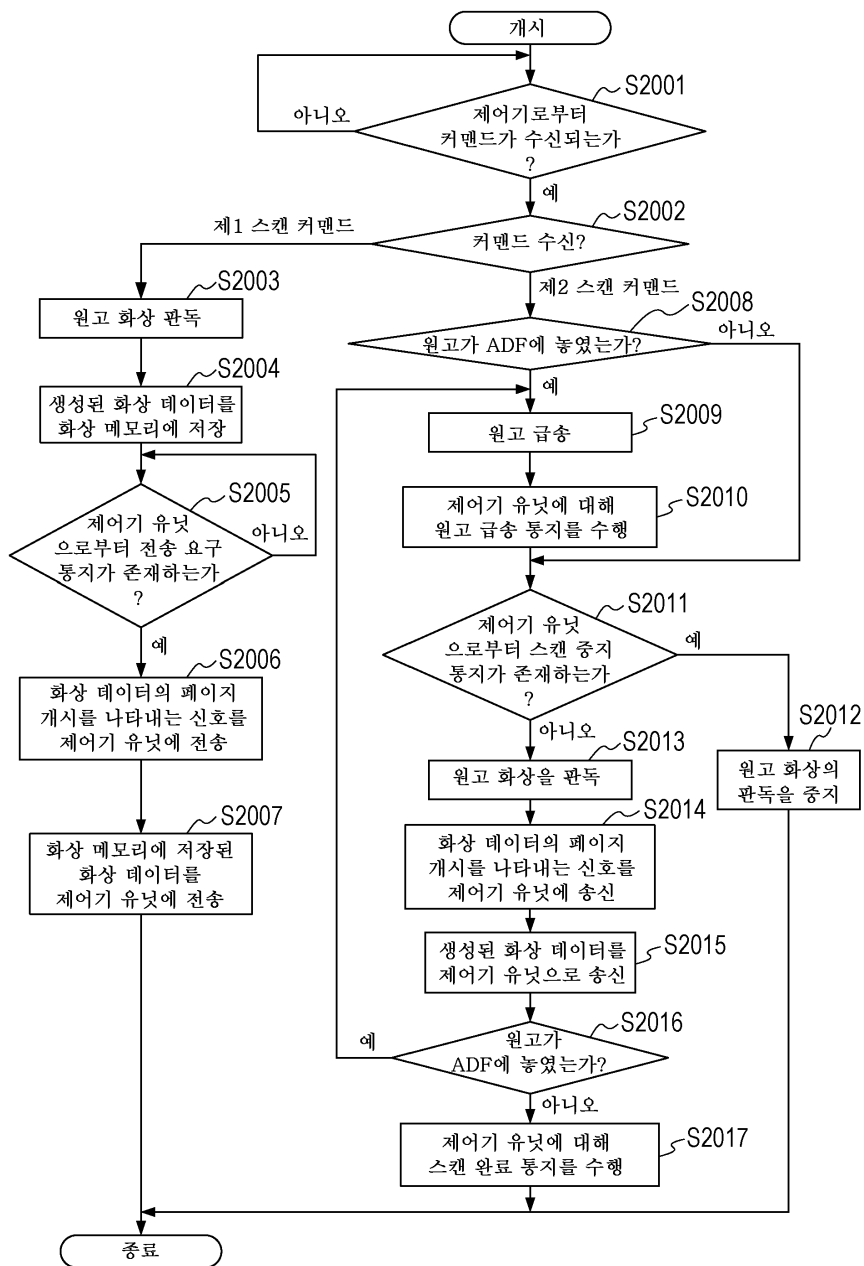 개시
S2001
아니오
제어기로부터
커맨드가 수신되는가
?
예
S2002
제1 스캔 커맨드
커맨드 수신?
S2003
원고 화상 판독
제2 스캔 커맨드
S2008
아니오
원고가 ADF에 놓였는가?
S2004
생성된 화상 데이터를
화상 메모리에 저장
예
S2009
원고 급송
S2005
제어기 유닛
으로부터 전송 요구
통지가 존재하는가
?
아니오
S2010
제어기 유닛에 대해
원고 급송 통지를 수행
예
S2011
제어기 유닛
으로부터 스캔 중지
통지가 존재하는가
?
예
S2006
화상 데이터의 페이지
개시를 나타내는 신호를
제어기 유닛에 전송
S2012
원고 화상의
판독을 중지
아니오
S2013
원고 화상을 판독
S2007
화상 메모리에 저장된
화상 데이터를
제어기 유닛에 전송
S2014
화상 데이터의 페이지
개시를 나타내는 신호를
제어기 유닛에 송신
S2015
생성된 화상 데이터를
제어기 유닛으로 송신
S2016
예
원고가
ADF에 놓였는가?
아니오
S2017
제어기 유닛에 대해
스캔 완료 통지를 수행
종료